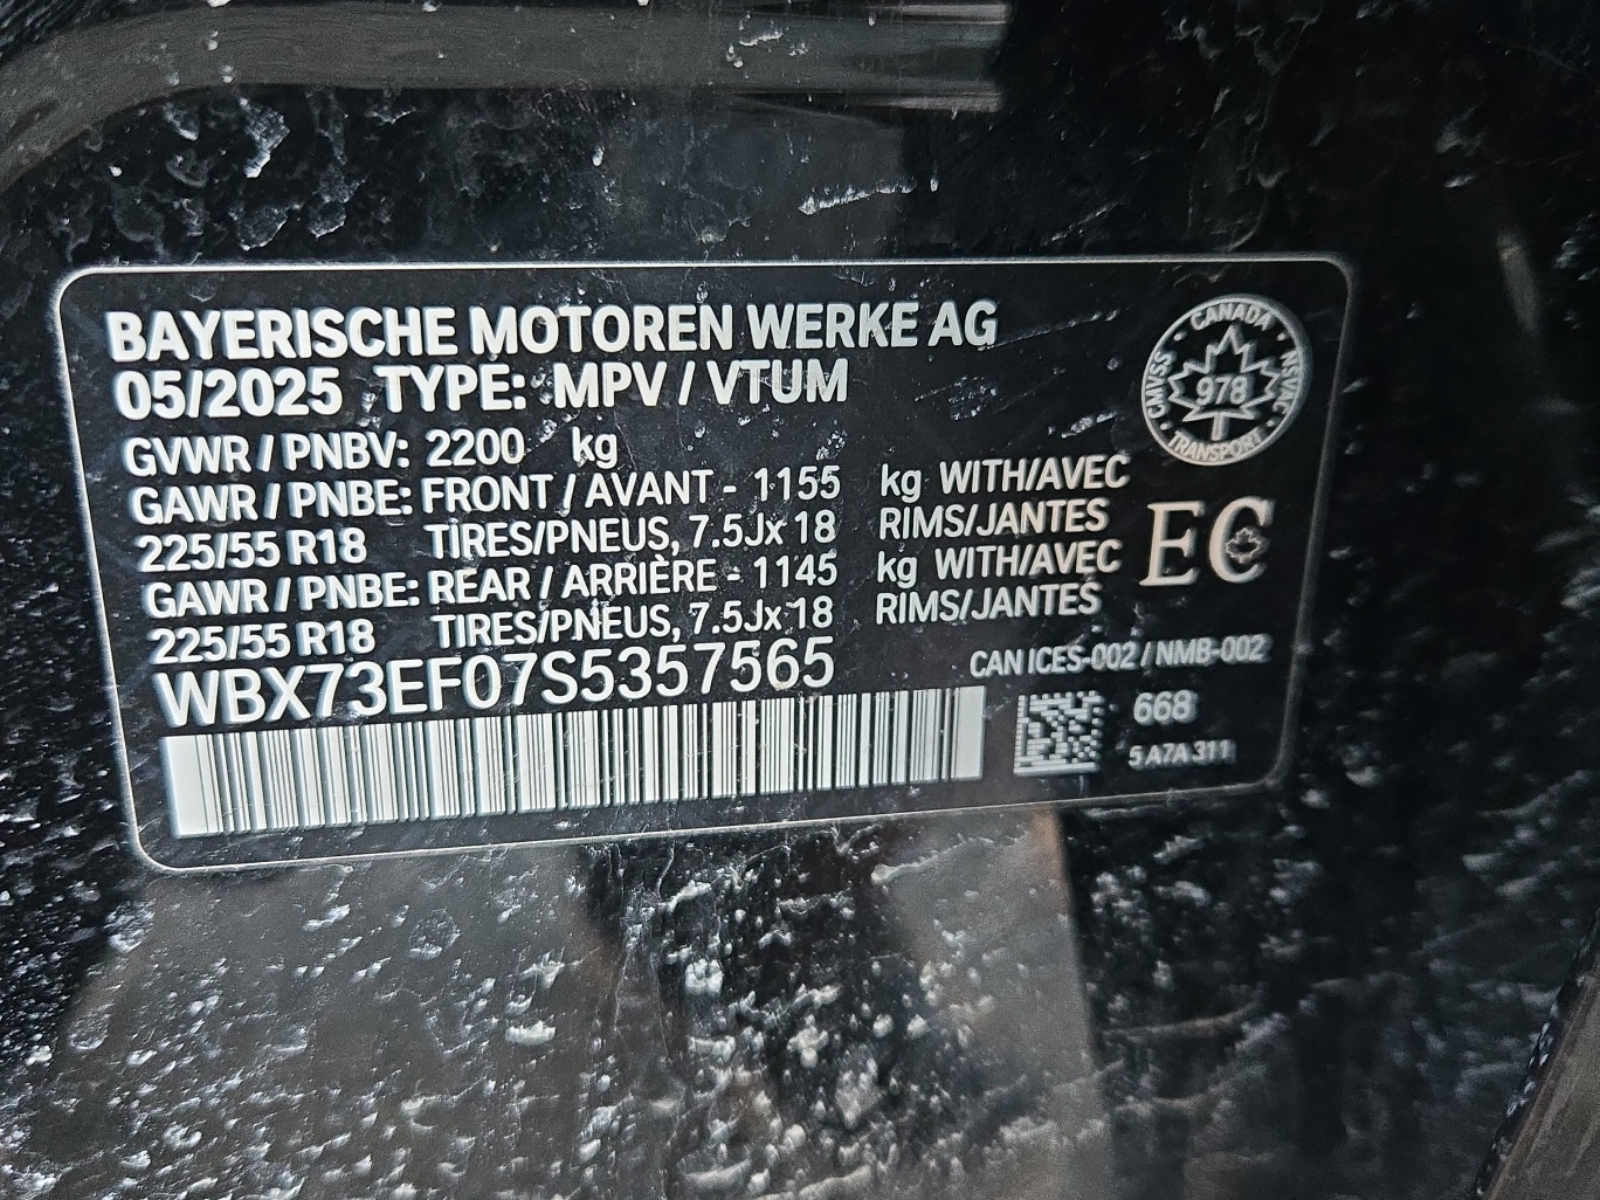 BAYERISCHE MOTOREN WERKE AG
05/2025 TYPE: MPV / VTUM
GVWR / PNBV: 2200 kg
GAWR / PNBE: FRONT / AVANT - 1155 kg WITH/AVEC
225/55 R18 TIRES/PNEUS, 7.5Jx 18 RIMS/JANTES
GAWR / PNBE: REAR / ARRIÈRE - 1145 kg WITH/AVEC
225/55 R18 TIRES/PNEUS, 7.5Jx 18 RIMS/JANTES
WBX73EF07S5357565
CANADA
CMVSS
978
NSVAC
TRANSPORT
EC
CAN ICES-002 / NMB-002
668
5 A7A 311